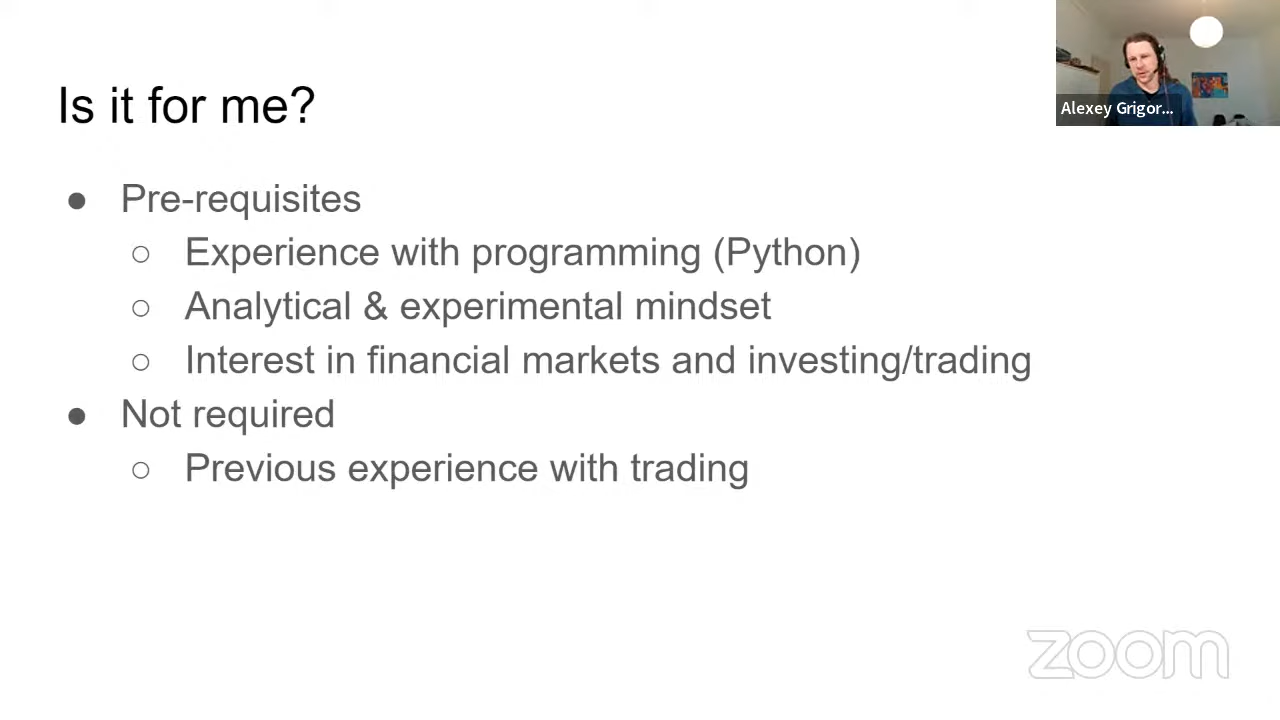 Is it for me?
Alexey Grigor...
● Pre-requisites
○ Experience with programming (Python)
○ Analytical & experimental mindset
○ Interest in financial markets and investing/trading
● Not required
○ Previous experience with trading
zoom